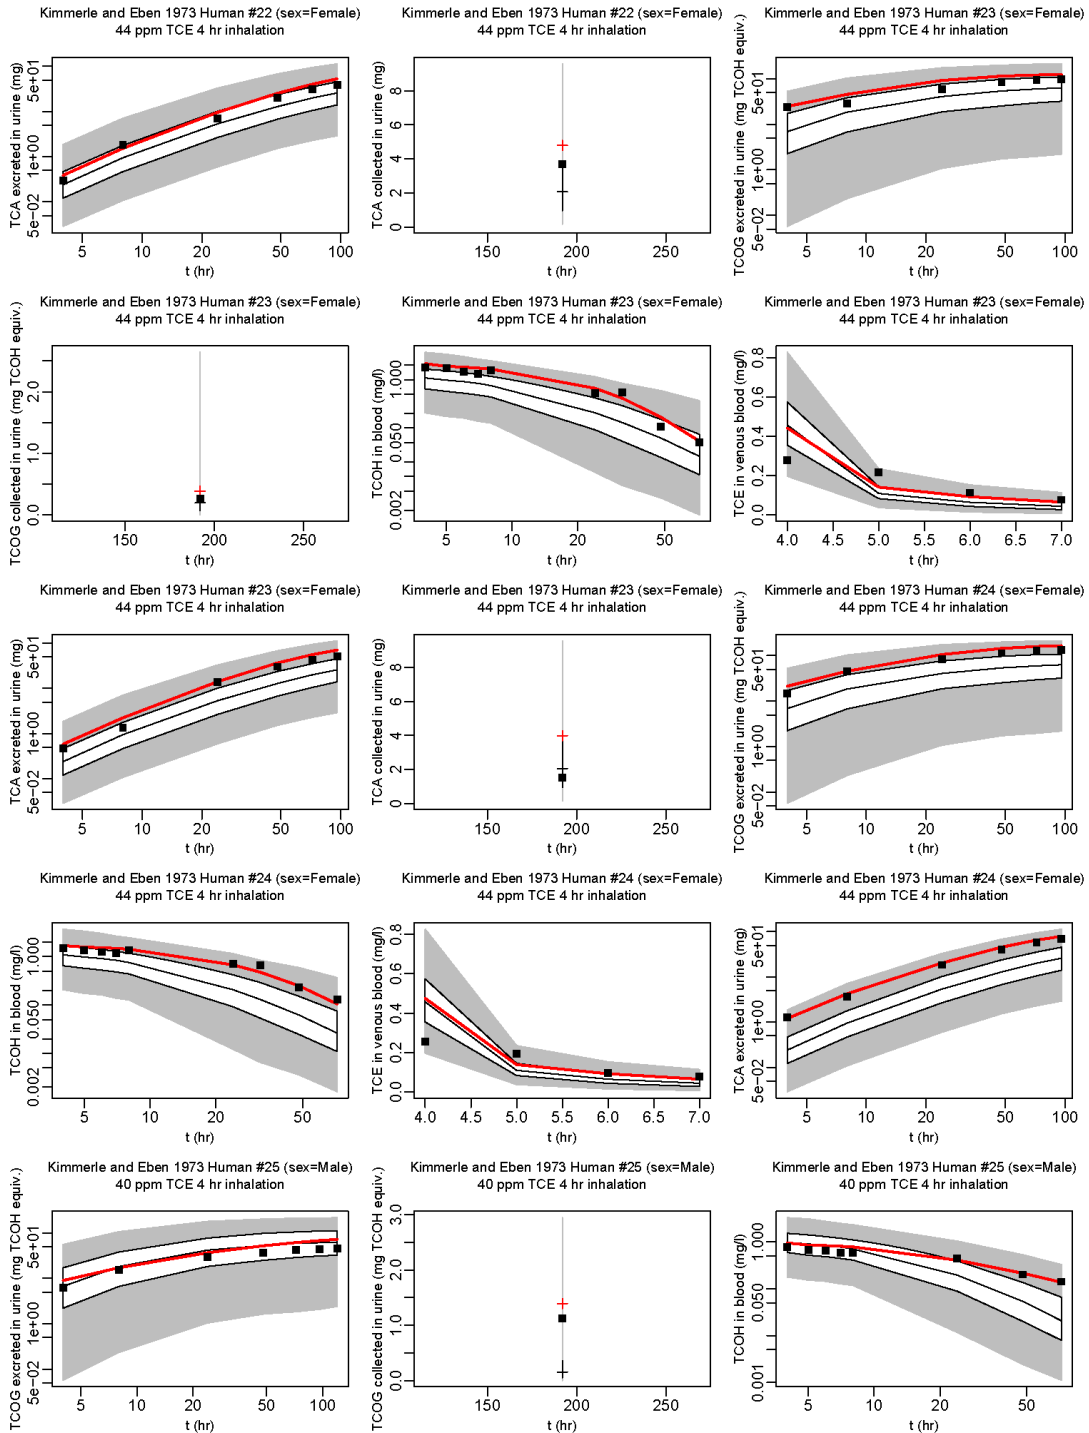 Kimmerle and Eben 1973 Human #22 (sex=Female)
44 ppm TCE 4 hr inhalation
TCA excreted in urine (mg)
5e+01
1e+00
5e−02
5 10 20 50 100
t (hr)
Kimmerle and Eben 1973 Human #22 (sex=Female)
44 ppm TCE 4 hr inhalation
TCA collected in urine (mg)
8
6
4
2
0
150 200 250
t (hr)
Kimmerle and Eben 1973 Human #23 (sex=Female)
44 ppm TCE 4 hr inhalation
TCOG excreted in urine (mg TCOH equiv.)
5e+01
1e+00
5e−02
5 10 20 50 100
t (hr)
Kimmerle and Eben 1973 Human #23 (sex=Female)
44 ppm TCE 4 hr inhalation
TCOG collected in urine (mg TCOH equiv.)
2.0
1.0
0.0
150 200 250
t (hr)
Kimmerle and Eben 1973 Human #23 (sex=Female)
44 ppm TCE 4 hr inhalation
TCOH in blood (mg/l)
1.000
0.050
0.002
5 10 20 50
t (hr)
Kimmerle and Eben 1973 Human #23 (sex=Female)
44 ppm TCE 4 hr inhalation
TCE in venous blood (mg/l)
0.8
0.6
0.4
0.2
0.0
4.0 4.5 5.0 5.5 6.0 6.5 7.0
t (hr)
Kimmerle and Eben 1973 Human #23 (sex=Female)
44 ppm TCE 4 hr inhalation
TCA excreted in urine (mg)
5e+01
1e+00
5e−02
5 10 20 50 100
t (hr)
Kimmerle and Eben 1973 Human #23 (sex=Female)
44 ppm TCE 4 hr inhalation
TCA collected in urine (mg)
8
6
4
2
0
150 200 250
t (hr)
Kimmerle and Eben 1973 Human #24 (sex=Female)
44 ppm TCE 4 hr inhalation
TCOG excreted in urine (mg TCOH equiv.)
5e+01
1e+00
5e−02
5 10 20 50 100
t (hr)
Kimmerle and Eben 1973 Human #24 (sex=Female)
44 ppm TCE 4 hr inhalation
TCOH in blood (mg/l)
1.000
0.050
0.002
5 10 20 50
t (hr)
Kimmerle and Eben 1973 Human #24 (sex=Female)
44 ppm TCE 4 hr inhalation
TCE in venous blood (mg/l)
0.8
0.6
0.4
0.2
0.0
4.0 4.5 5.0 5.5 6.0 6.5 7.0
t (hr)
Kimmerle and Eben 1973 Human #24 (sex=Female)
44 ppm TCE 4 hr inhalation
TCA excreted in urine (mg)
5e+01
1e+00
5e−02
5 10 20 50 100
t (hr)
Kimmerle and Eben 1973 Human #25 (sex=Male)
40 ppm TCE 4 hr inhalation
TCOG excreted in urine (mg TCOH equiv.)
5e+01
1e+00
5e−02
5 10 20 50 100
t (hr)
Kimmerle and Eben 1973 Human #25 (sex=Male)
40 ppm TCE 4 hr inhalation
TCOG collected in urine (mg TCOH equiv.)
3.0
2.0
1.0
0.0
150 200 250
t (hr)
Kimmerle and Eben 1973 Human #25 (sex=Male)
40 ppm TCE 4 hr inhalation
TCOH in blood (mg/l)
1.000
0.050
0.001
5 10 20 50
t (hr)